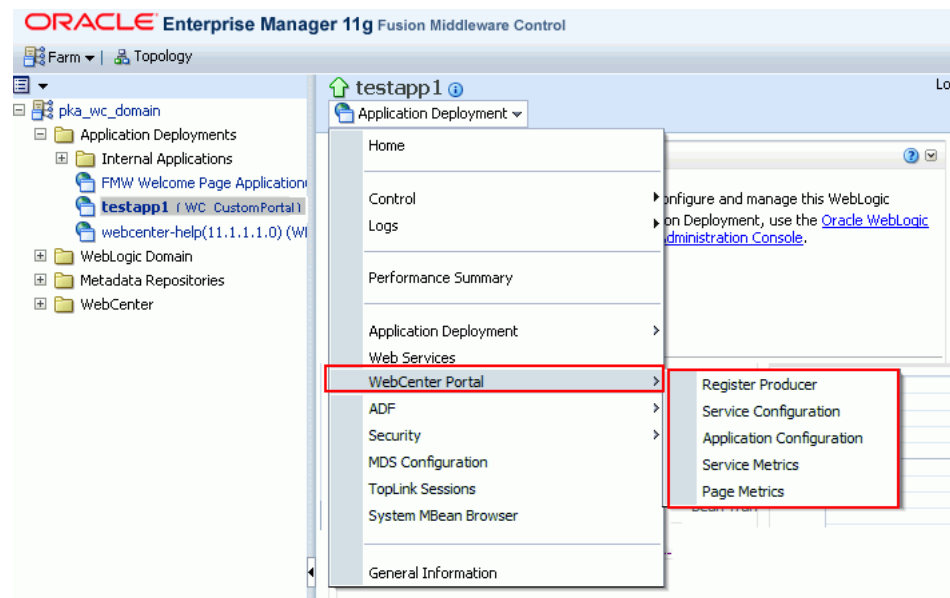 ORACLE Enterprise Manager 11g Fusion Middleware Control
Farm | Topology
pka_wc_domain
Application Deployments
Internal Applications
FMW Welcome Page Application
testapp1 (WC_CustomPortal)
webcenter-help(11.1.1.1.0) (W
WebLogic Domain
Metadata Repositories
WebCenter
testapp1
Lo
Application Deployment
Home
Control
Logs
Performance Summary
Application Deployment
Web Services
WebCenter Portal
ADF
Security
MDS Configuration
TopLink Sessions
System MBean Browser
General Information
Register Producer
Service Configuration
Application Configuration
Service Metrics
Page Metrics
nfigure and manage this WebLogic
on Deployment, use the Oracle WebLogic
dministration Console.